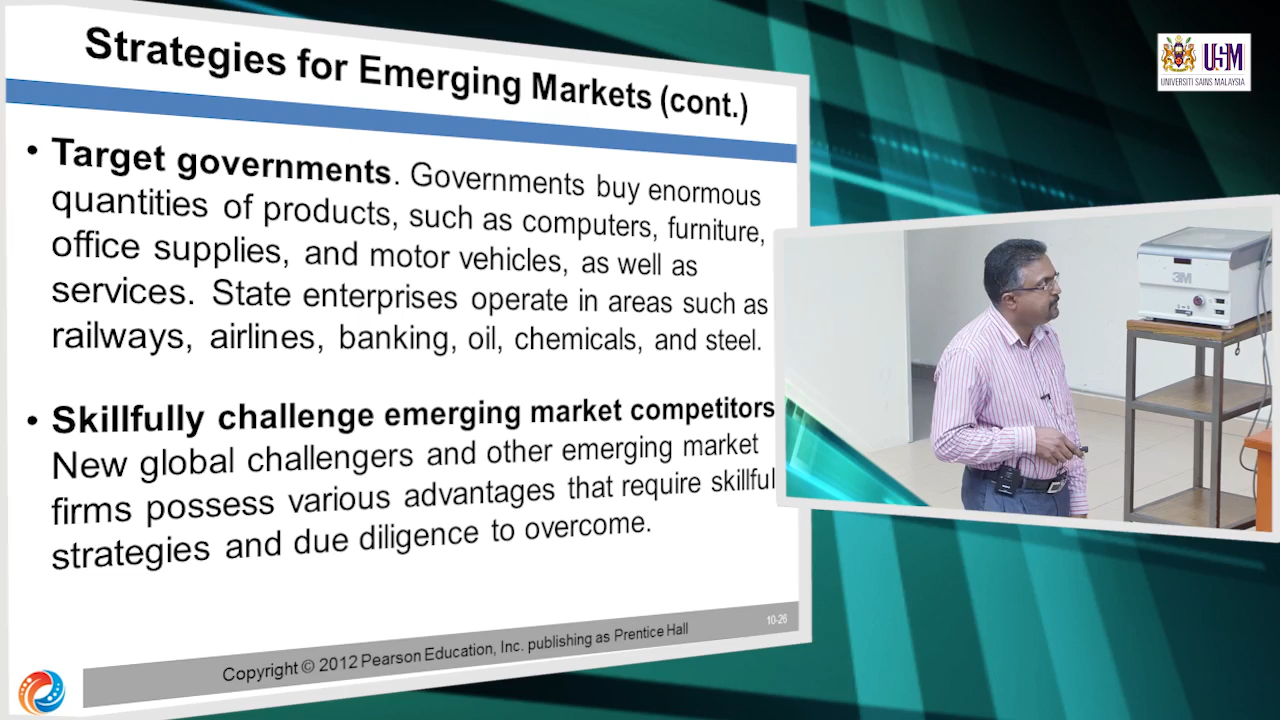 Strategies for Emerging Markets (cont.)
• Target governments. Governments buy enormous
quantities of products, such as computers, furniture,
office supplies, and motor vehicles, as well as
services. State enterprises operate in areas such as
railways, airlines, banking, oil, chemicals, and steel.
• Skillfully challenge emerging market competitors
New global challengers and other emerging market
firms possess various advantages that require skillful
strategies and due diligence to overcome.
Copyright © 2012 Pearson Education, Inc. publishing as Prentice Hall
10-26
USM
UNIVERSITI SAINS MALAYSIA
3M